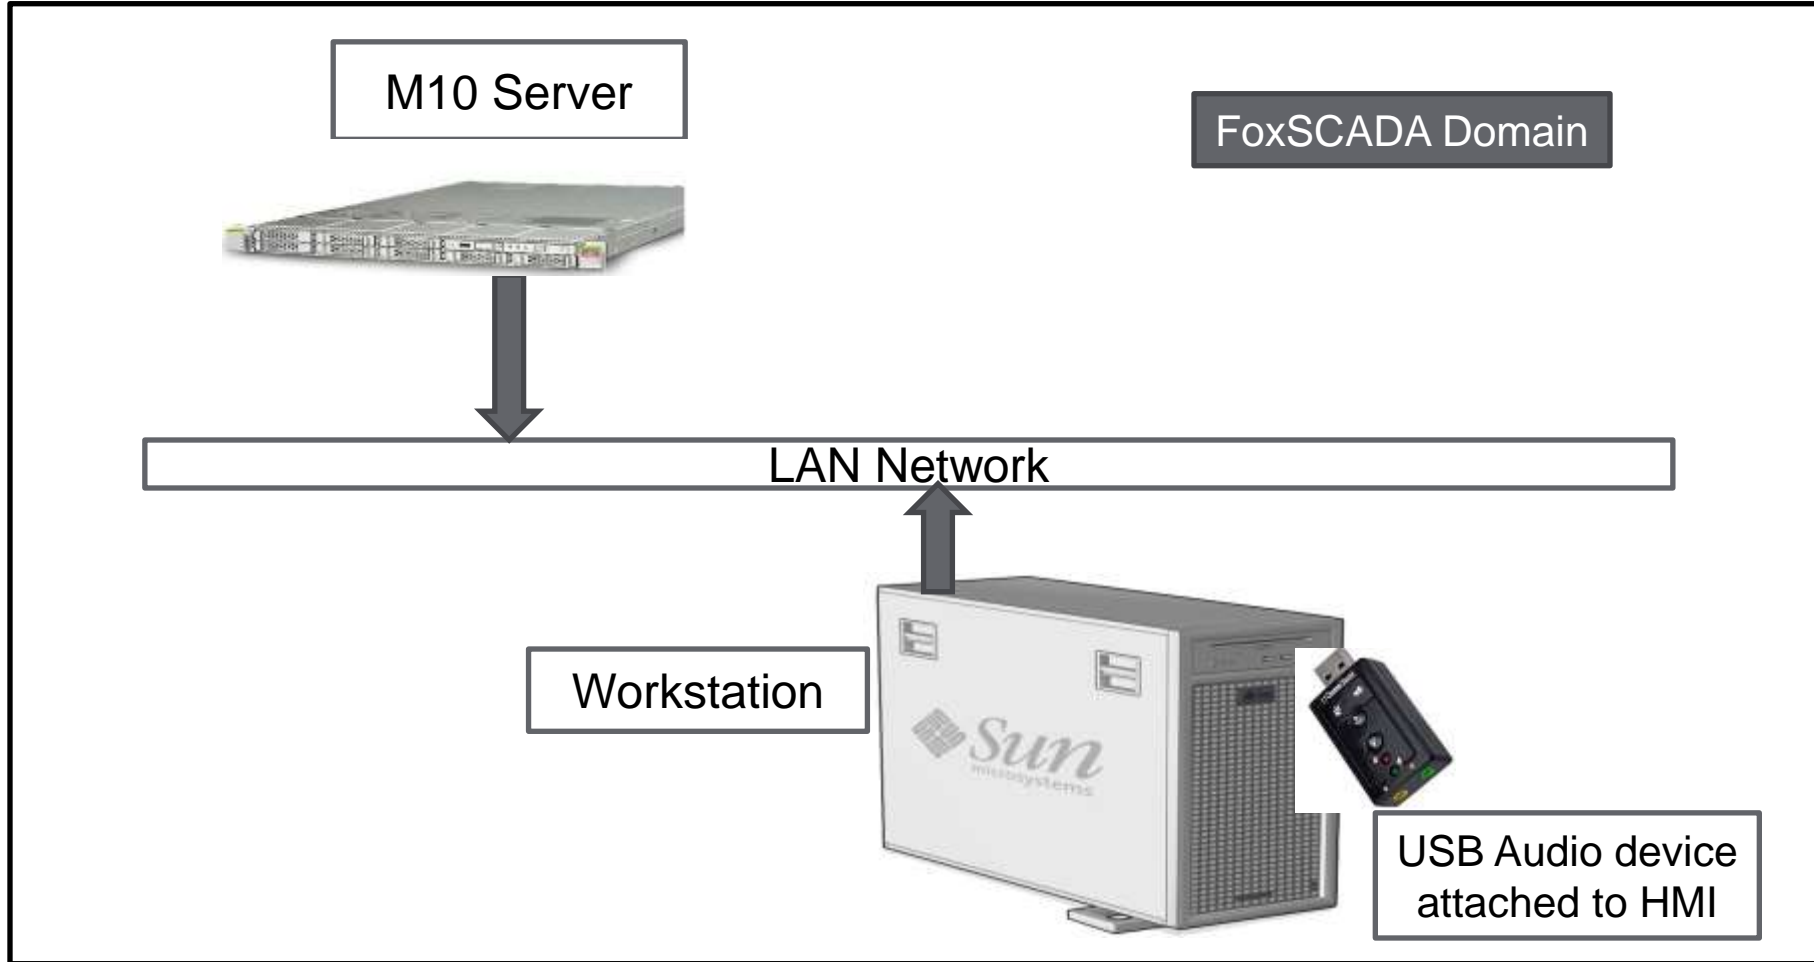 M10 Server
FoxSCADA Domain
LAN Network
Workstation
Sun
microsystems
USB Audio device
attached to HMI